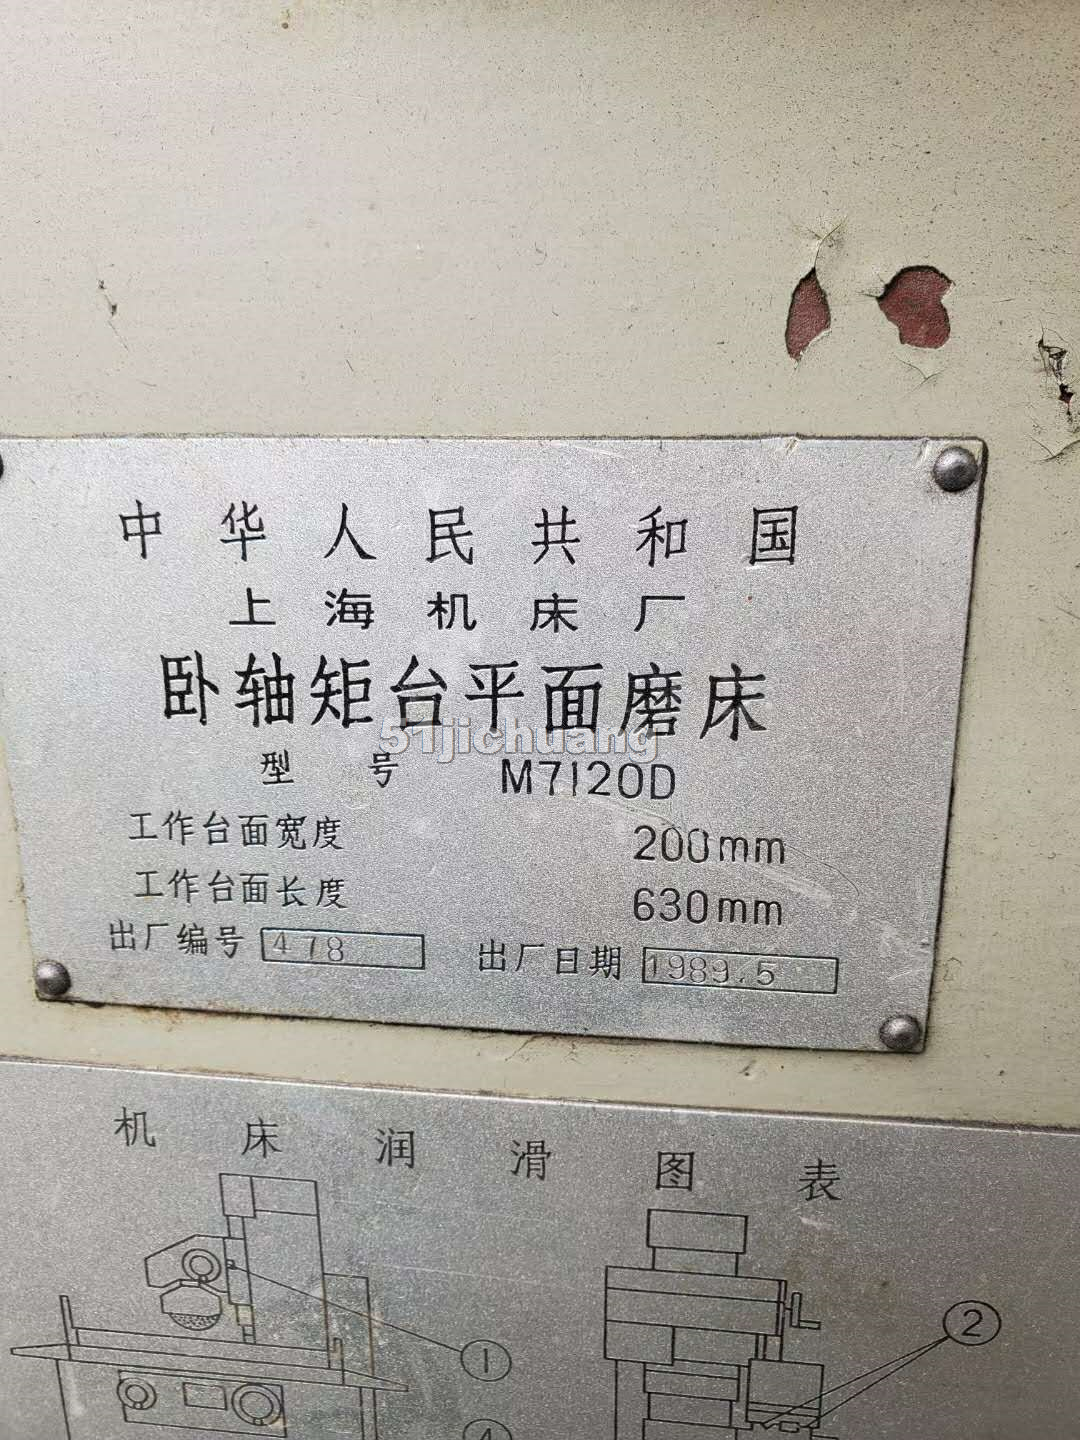 中华人民共和国
上海机床厂
卧轴矩台平面磨床
51jichuang
型号 M7120D
工作台面宽度 200mm
工作台面长度 630mm
出厂编号 478 出厂日期 1989.5
机床润滑图表
1
2
4